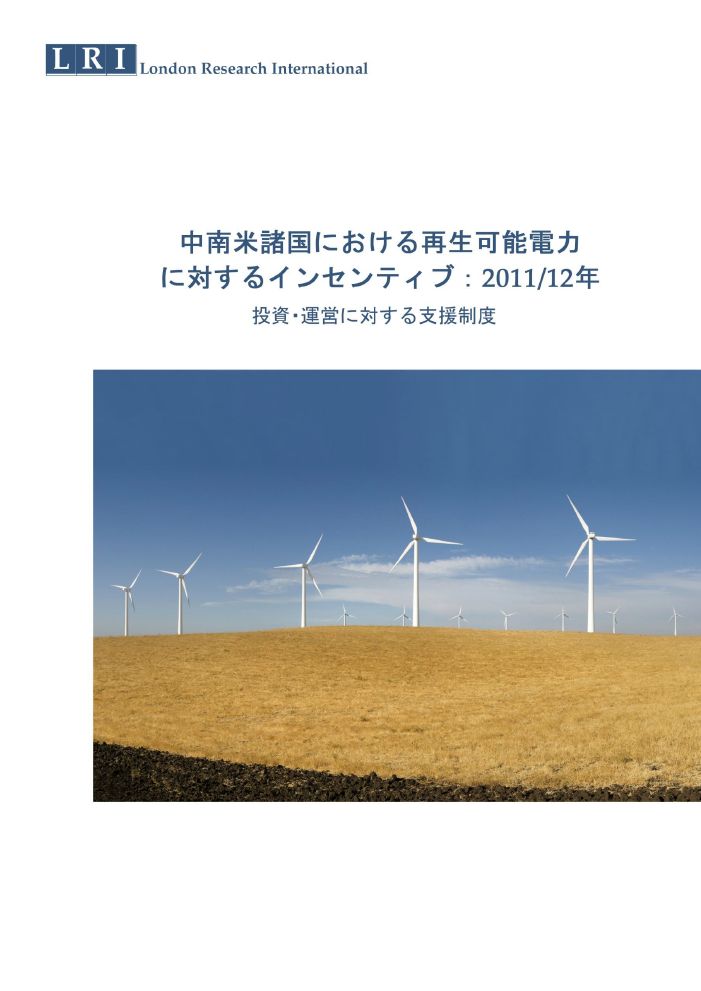 LRI London Research International
中南米諸国における再生可能電力
に対するインセンティブ：2011/12年
投資・運営に対する支援制度